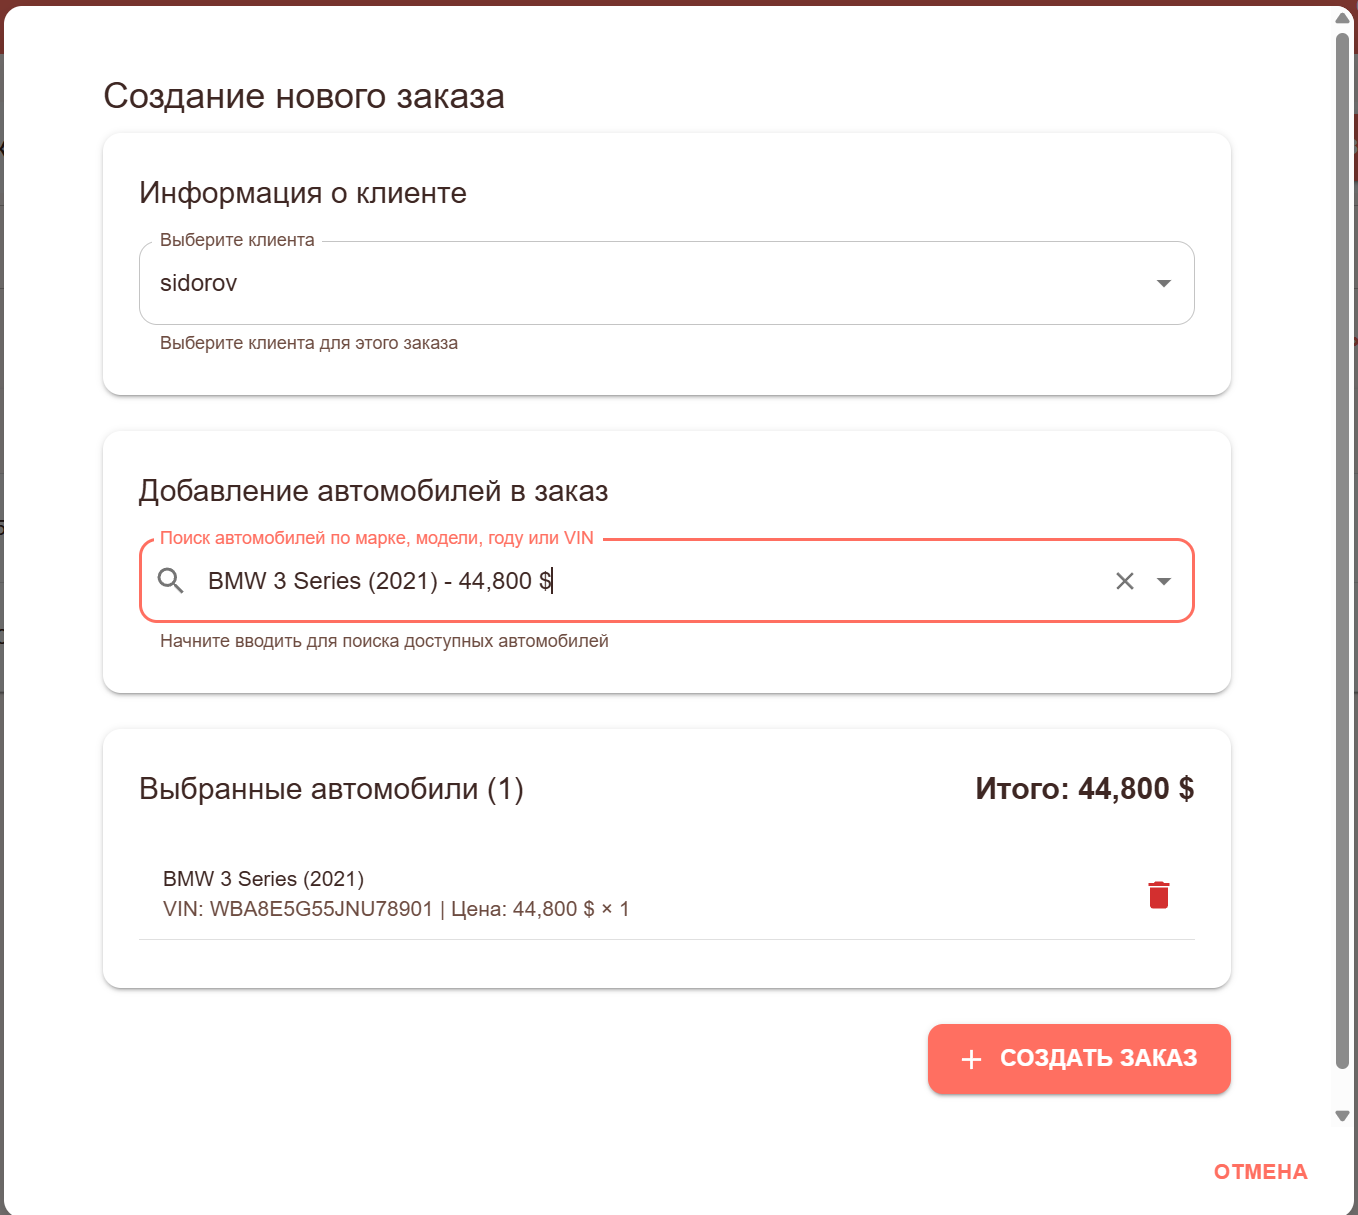 Создание нового заказа
Информация о клиенте
Выберите клиента
sidorov
Выберите клиента для этого заказа
Добавление автомобилей в заказ
Поиск автомобилей по марке, модели, году или VIN
BMW 3 Series (2021) - 44,800 $
Начните вводить для поиска доступных автомобилей
Выбранные автомобили (1)
Итого: 44,800 $
BMW 3 Series (2021)
VIN: WBA8E5G55JNU78901 | Цена: 44,800 $ × 1
+ СОЗДАТЬ ЗАКАЗ
ОТМЕНА